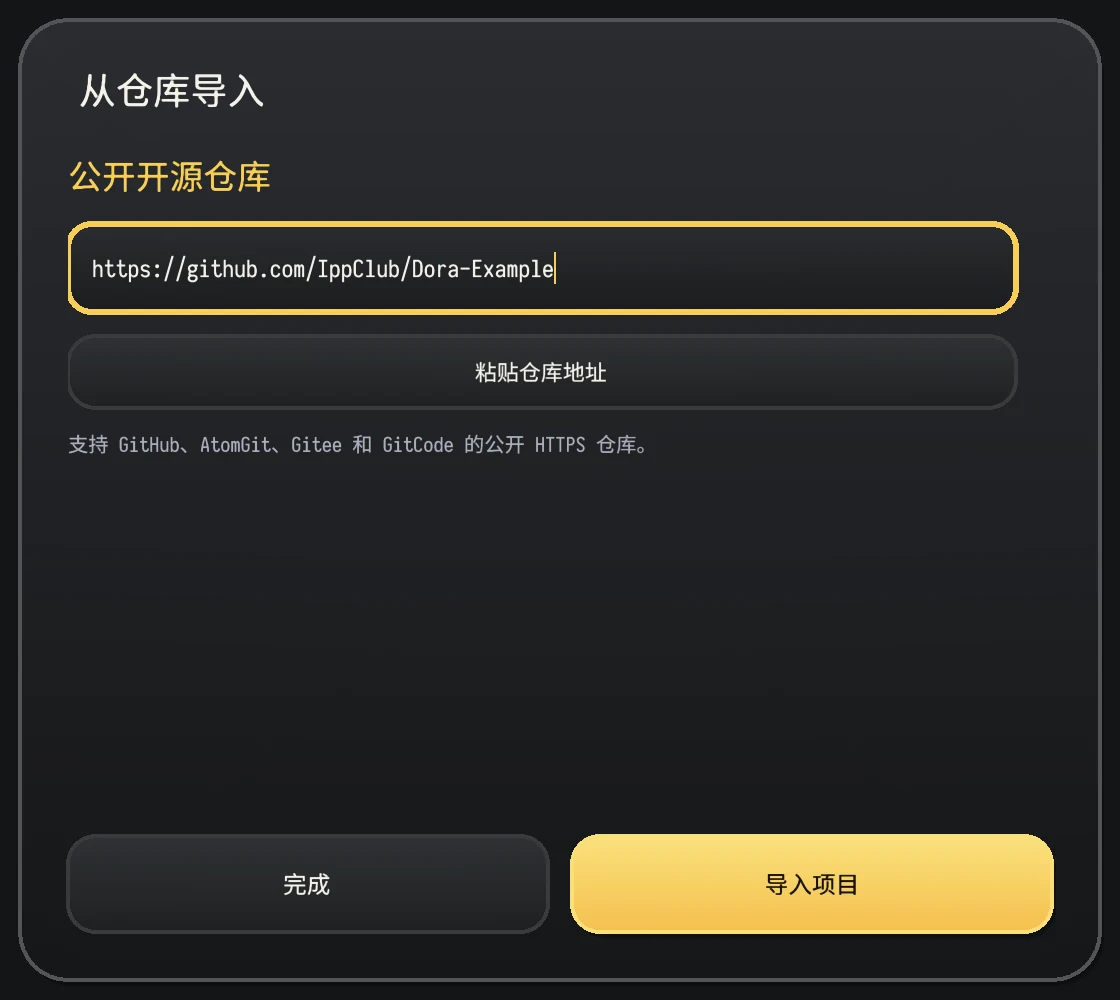 从仓库导入
公开开源仓库
https://github.com/IppClub/Dora-Example
粘贴仓库地址
支持 GitHub、AtomGit、Gitee 和 GitCode 的公开 HTTPS 仓库。
完成
导入项目